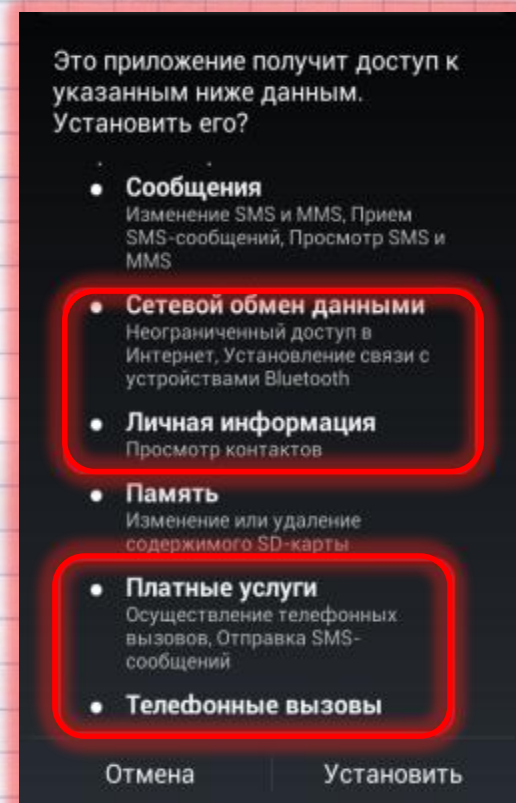 Это приложение получит доступ к
указанным ниже данным.
Установить его?
Сообщения
Изменение SMS и MMS, Прием
SMS-сообщений, Просмотр SMS и
MMS
Сетевой обмен данными
Неограниченный доступ в
Интернет, Установление связи с
устройствами Bluetooth
Личная информация
Просмотр контактов
Память
Изменение или удаление
содержимого SD-карты
Платные услуги
Осуществление телефонных
вызовов, Отправка SMS-
сообщений
Телефонные вызовы
Отмена Установить